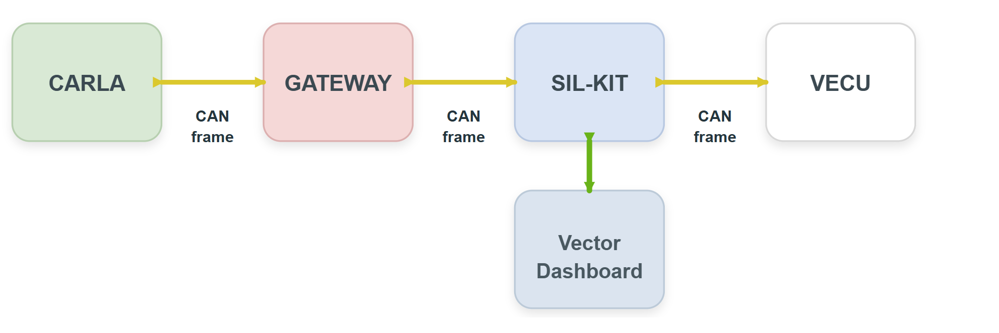 CARLA
GATEWAY
SIL-KIT
VECU
CAN
frame
CAN
frame
CAN
frame
Vector
Dashboard